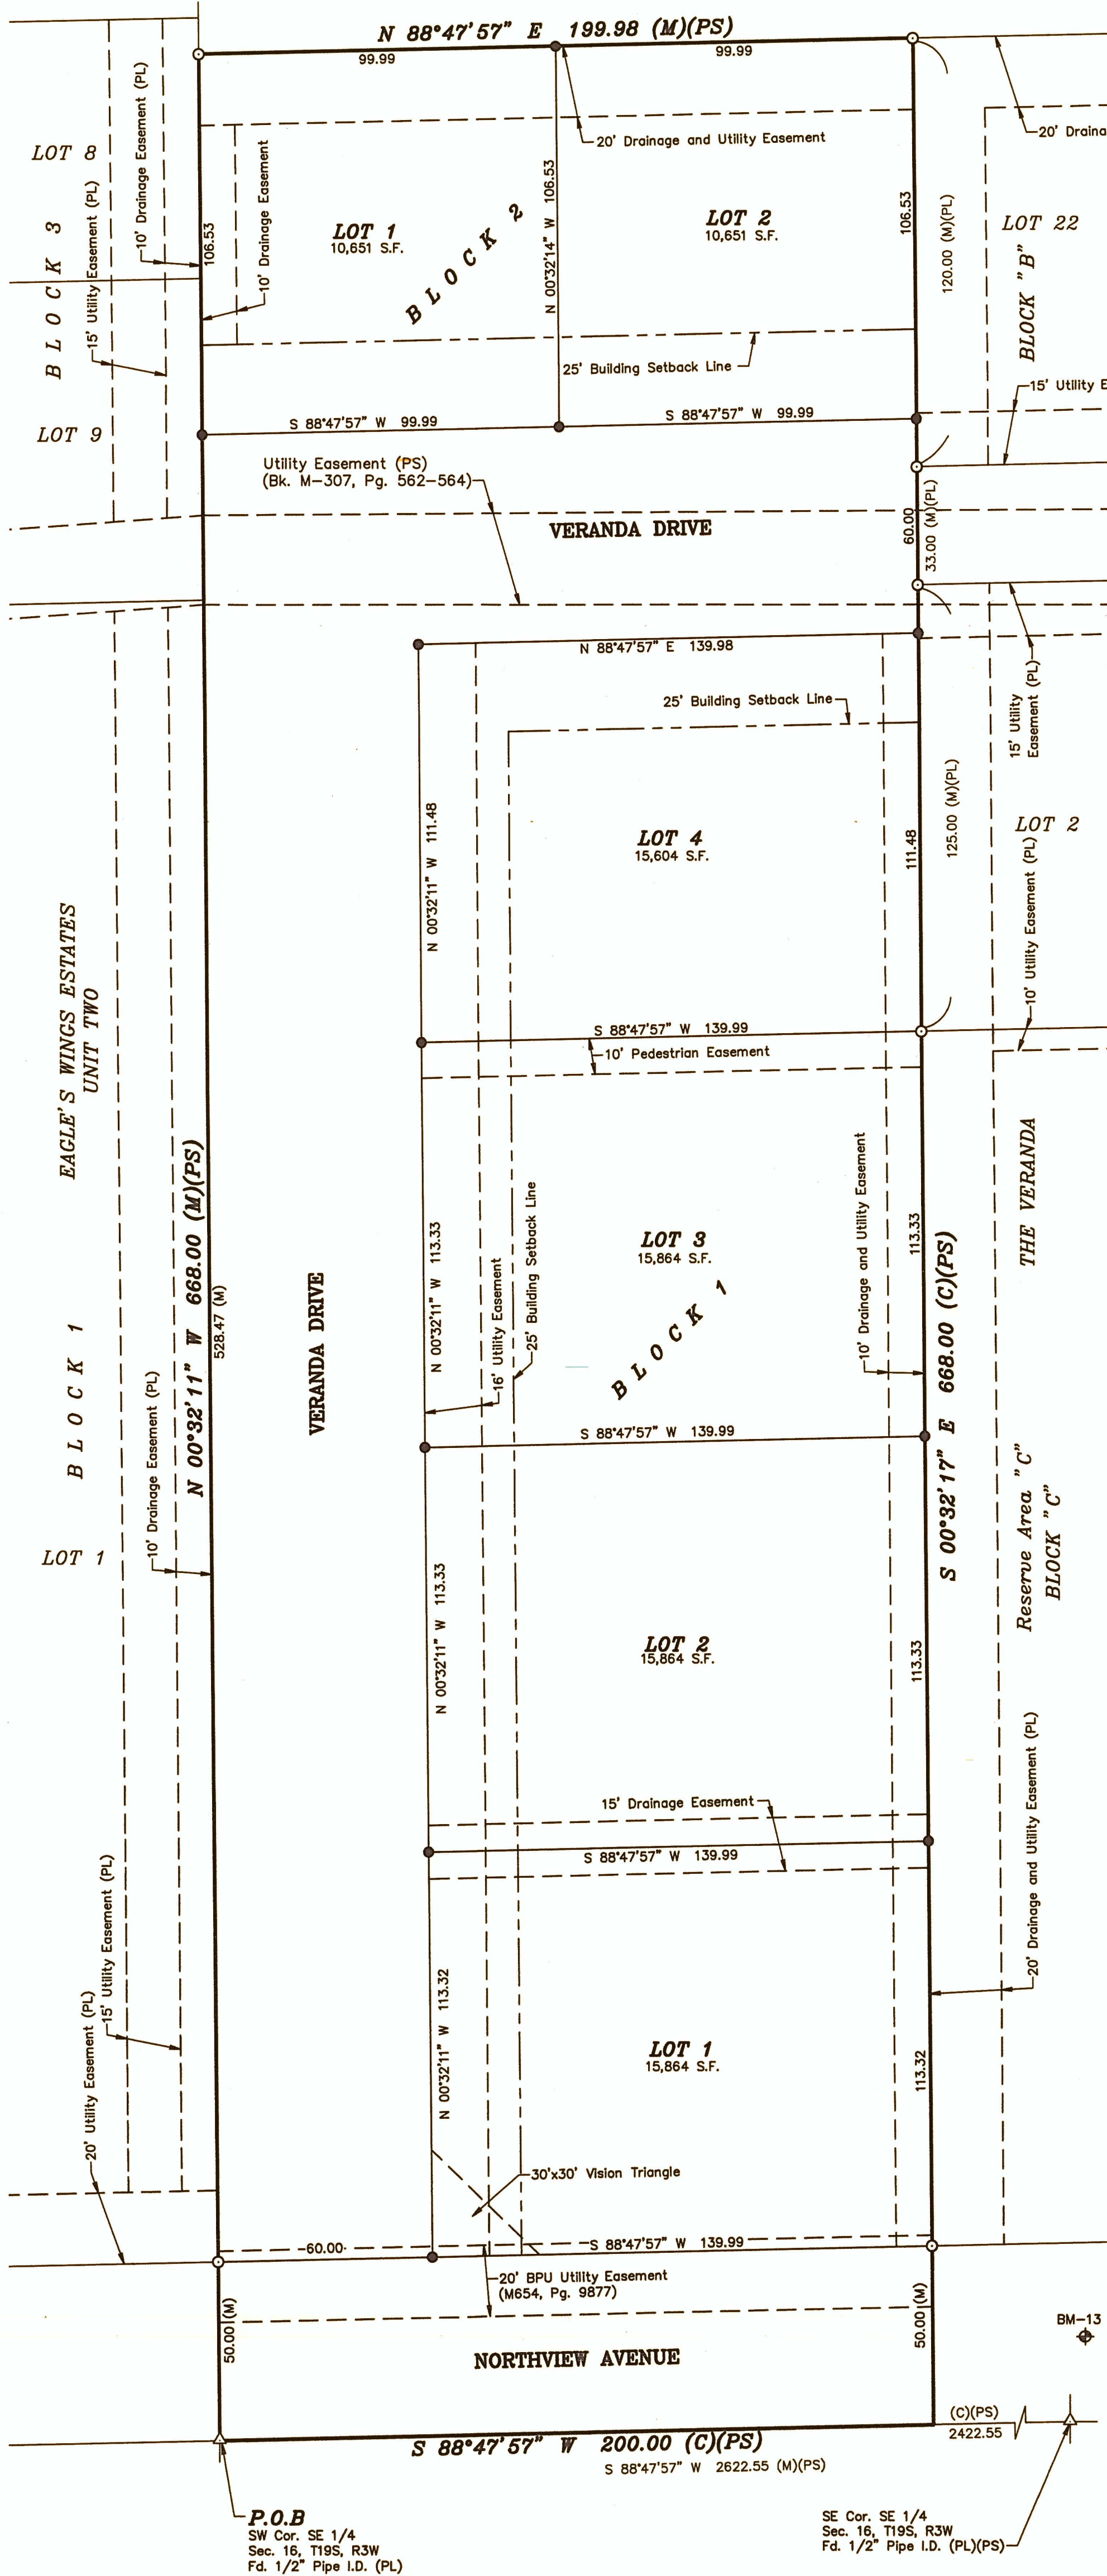 N 88°47'57" E 199.98 (M)(PS)
99.99
99.99
10' Drainage Easement (PL)
15' Utility Easement (PL)
LOT 8
BLOCK 3
LOT 9
106.53
10' Drainage Easement
20' Drainage and Utility Easement
LOT 1
10,651 S.F.
BLOCK 2
N 00°32'14" W 106.53
LOT 2
10,651 S.F.
106.53
120.00 (M)(PL)
20' Draina
LOT 22
BLOCK "B"
15' Utility E
25' Building Setback Line
S 88°47'57" W 99.99
S 88°47'57" W 99.99
Utility Easement (PS)
(Bk. M-307, Pg. 562-564)
VERANDA DRIVE
60.00
33.00 (M)(PL)
N 88°47'57" E 139.98
25' Building Setback Line
15' Utility
Easement (PL)
N 00°32'11" W 111.48
LOT 4
15,604 S.F.
111.48
125.00 (M)(PL)
LOT 2
10' Utility Easement (PL)
EAGLE'S WINGS ESTATES
UNIT TWO
S 88°47'57" W 139.99
10' Pedestrian Easement
N 00°32'11" W 668.00 (M)(PS)
528.47 (M)
VERANDA DRIVE
N 00°32'11" W 113.33
16' Utility Easement
25' Building Setback Line
LOT 3
15,864 S.F.
BLOCK 1
10' Drainage and Utility Easement
113.33
S 00°32'17" E 668.00 (C)(PS)
THE VERANDA
BLOCK 1
LOT 1
10' Drainage Easement (PL)
S 88°47'57" W 139.99
Reserve Area "C"
BLOCK "C"
N 00°32'11" W 113.33
LOT 2
15,864 S.F.
113.33
15' Drainage Easement
S 88°47'57" W 139.99
20' Drainage and Utility Easement (PL)
15' Utility Easement (PL)
20' Utility Easement (PL)
N 00°32'11" W 113.32
LOT 1
15,864 S.F.
113.32
30'x30' Vision Triangle
60.00
S 88°47'57" W 139.99
20' BPU Utility Easement
(M654, Pg. 9877)
50.00 (M)
50.00 (M)
NORTHVIEW AVENUE
BM-13
(C)(PS)
2422.55
S 88°47'57" W 200.00 (C)(PS)
S 88°47'57" W 2622.55 (M)(PS)
P.O.B
SW Cor. SE 1/4
Sec. 16, T19S, R3W
Fd. 1/2" Pipe I.D. (PL)
SE Cor. SE 1/4
Sec. 16, T19S, R3W
Fd. 1/2" Pipe I.D. (PL)(PS)